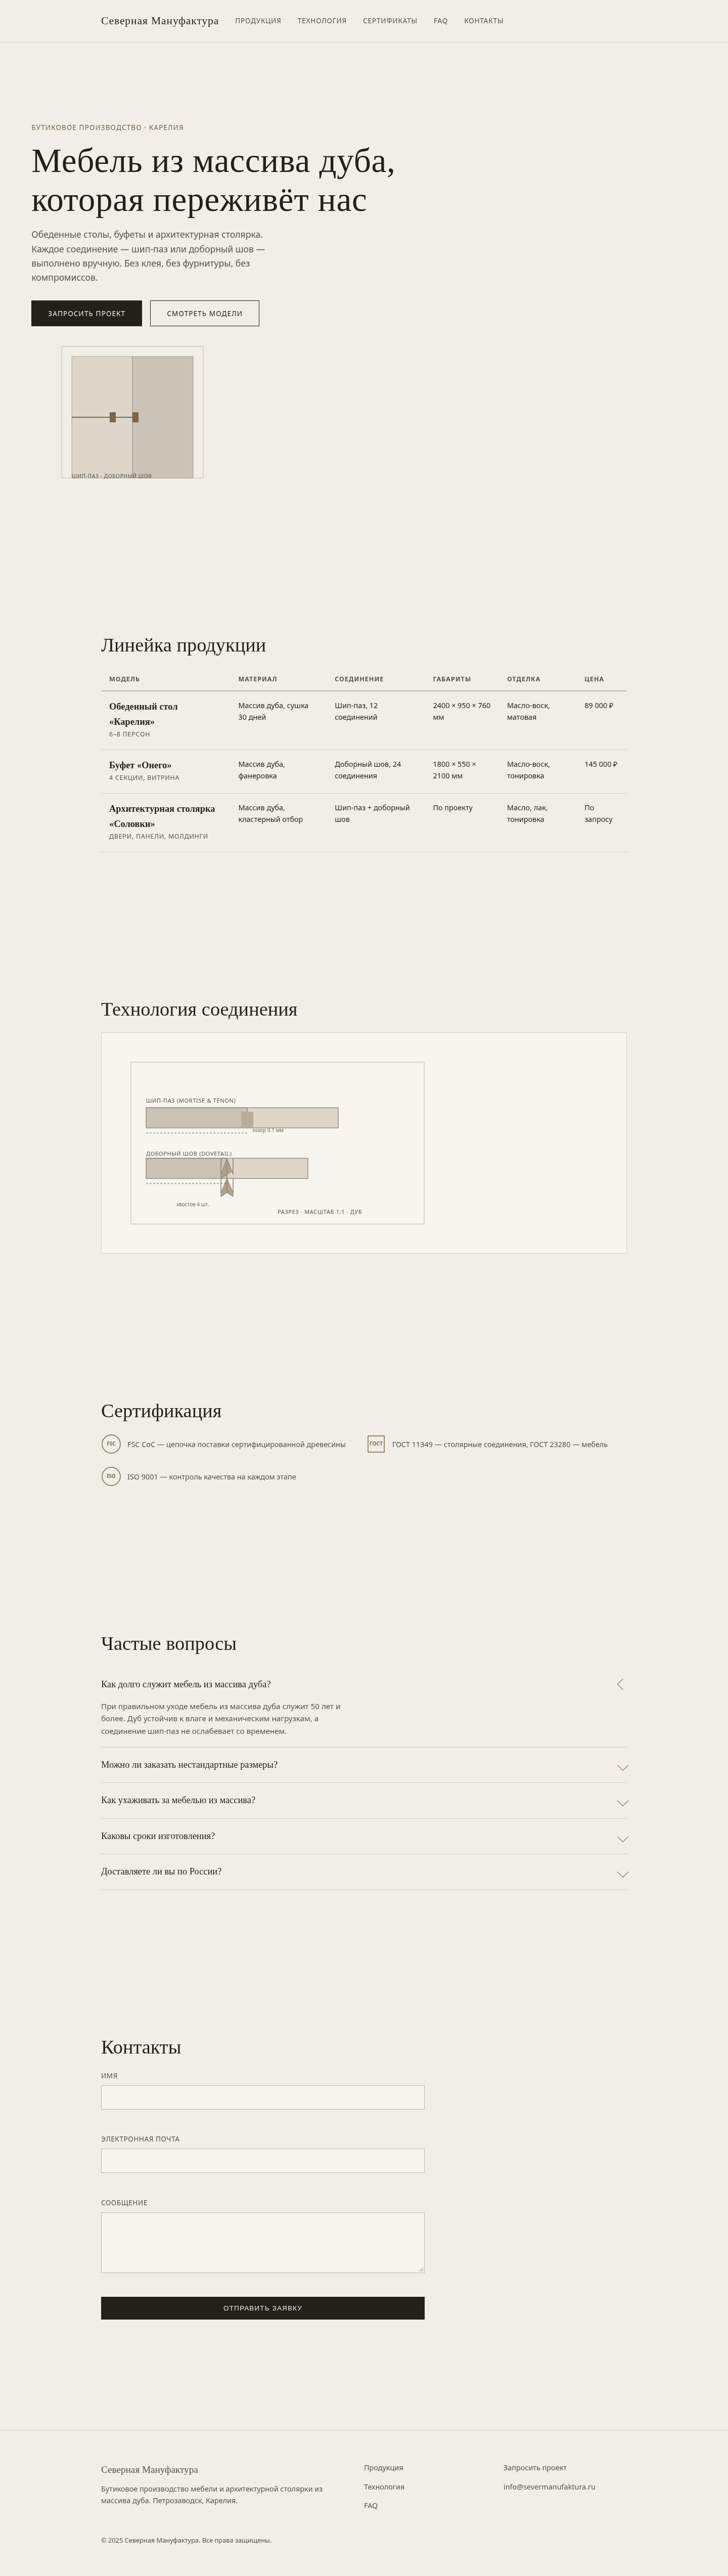 Северная Мануфактура
ПРОДУКЦИЯ
ТЕХНОЛОГИЯ
СЕРТИФИКАТЫ
FAQ
КОНТАКТЫ
БУТИКОВОЕ ПРОИЗВОДСТВО · КАРЕЛИЯ
Мебель из массива дуба,
которая переживёт нас
Обеденные столы, буфеты и архитектурная столярка.
Каждое соединение — шип-паз или доборный шов —
выполнено вручную. Без клея, без фурнитуры, без
компромиссов.
ЗАПРОСИТЬ ПРОЕКТ
СМОТРЕТЬ МОДЕЛИ
ШИП-ПАЗ · ДОБОРНЫЙ ШОВ
Линейка продукции
МОДЕЛЬ
МАТЕРИАЛ
СОЕДИНЕНИЕ
ГАБАРИТЫ
ОТДЕЛКА
ЦЕНА
Обеденный стол
«Карелия»
6–8 ПЕРСОН
Массив дуба, сушка
30 дней
Шип-паз, 12
соединений
2400 × 950 × 760
мм
Масло-воск,
матовая
89 000 ₽
Буфет «Онего»
4 СЕКЦИИ, ВИТРИНА
Массив дуба,
фанеровка
Доборный шов, 24
соединения
1800 × 550 ×
2100 мм
Масло-воск,
тонировка
145 000 ₽
Архитектурная столярка
«Соловки»
ДВЕРИ, ПАНЕЛИ, МОЛДИНГИ
Массив дуба,
кластерный отбор
Шип-паз + доборный
шов
По проекту
Масло, лак,
тонировка
По
запросу
Технология соединения
ШИП-ПАЗ (MORTISE & TENON)
зазор 0.1 мм
ДОБОРНЫЙ ШОВ (DOVETAIL)
хвостов 4 шт.
РАЗРЕЗ · МАСШТАБ 1:1 · ДУБ
Сертификация
FSC
FSC CoC — цепочка поставки сертифицированной древесины
ГОСТ
ГОСТ 11349 — столярные соединения, ГОСТ 23280 — мебель
ISO
ISO 9001 — контроль качества на каждом этапе
Частые вопросы
Как долго служит мебель из массива дуба?
При правильном уходе мебель из массива дуба служит 50 лет и
более. Дуб устойчив к влаге и механическим нагрузкам, а
соединение шип-паз не ослабевает со временем.
Можно ли заказать нестандартные размеры?
Как ухаживать за мебелью из массива?
Каковы сроки изготовления?
Доставляете ли вы по России?
Контакты
ИМЯ
ЭЛЕКТРОННАЯ ПОЧТА
СООБЩЕНИЕ
ОТПРАВИТЬ ЗАЯВКУ
Северная Мануфактура
Бутиковое производство мебели и архитектурной столярки из
массива дуба. Петрозаводск, Карелия.
Продукция
Технология
FAQ
Запросить проект
info@severmanufaktura.ru
© 2025 Северная Мануфактура. Все права защищены.